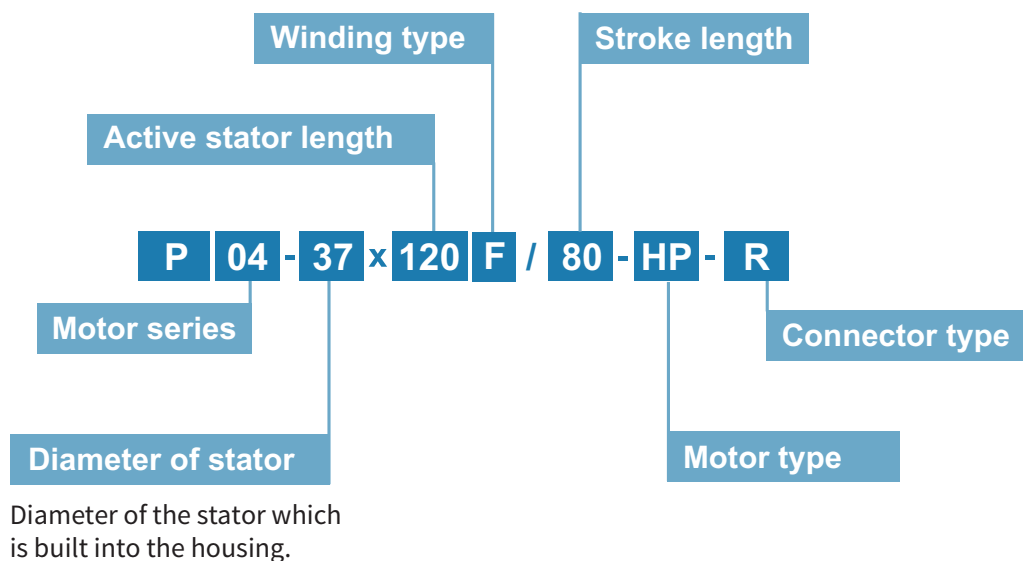 Winding type
Stroke length
Active stator length
P 04 - 37 x 120 F / 80 - HP - R
Motor series
Connector type
Diameter of stator
Motor type
Diameter of the stator which
is built into the housing.